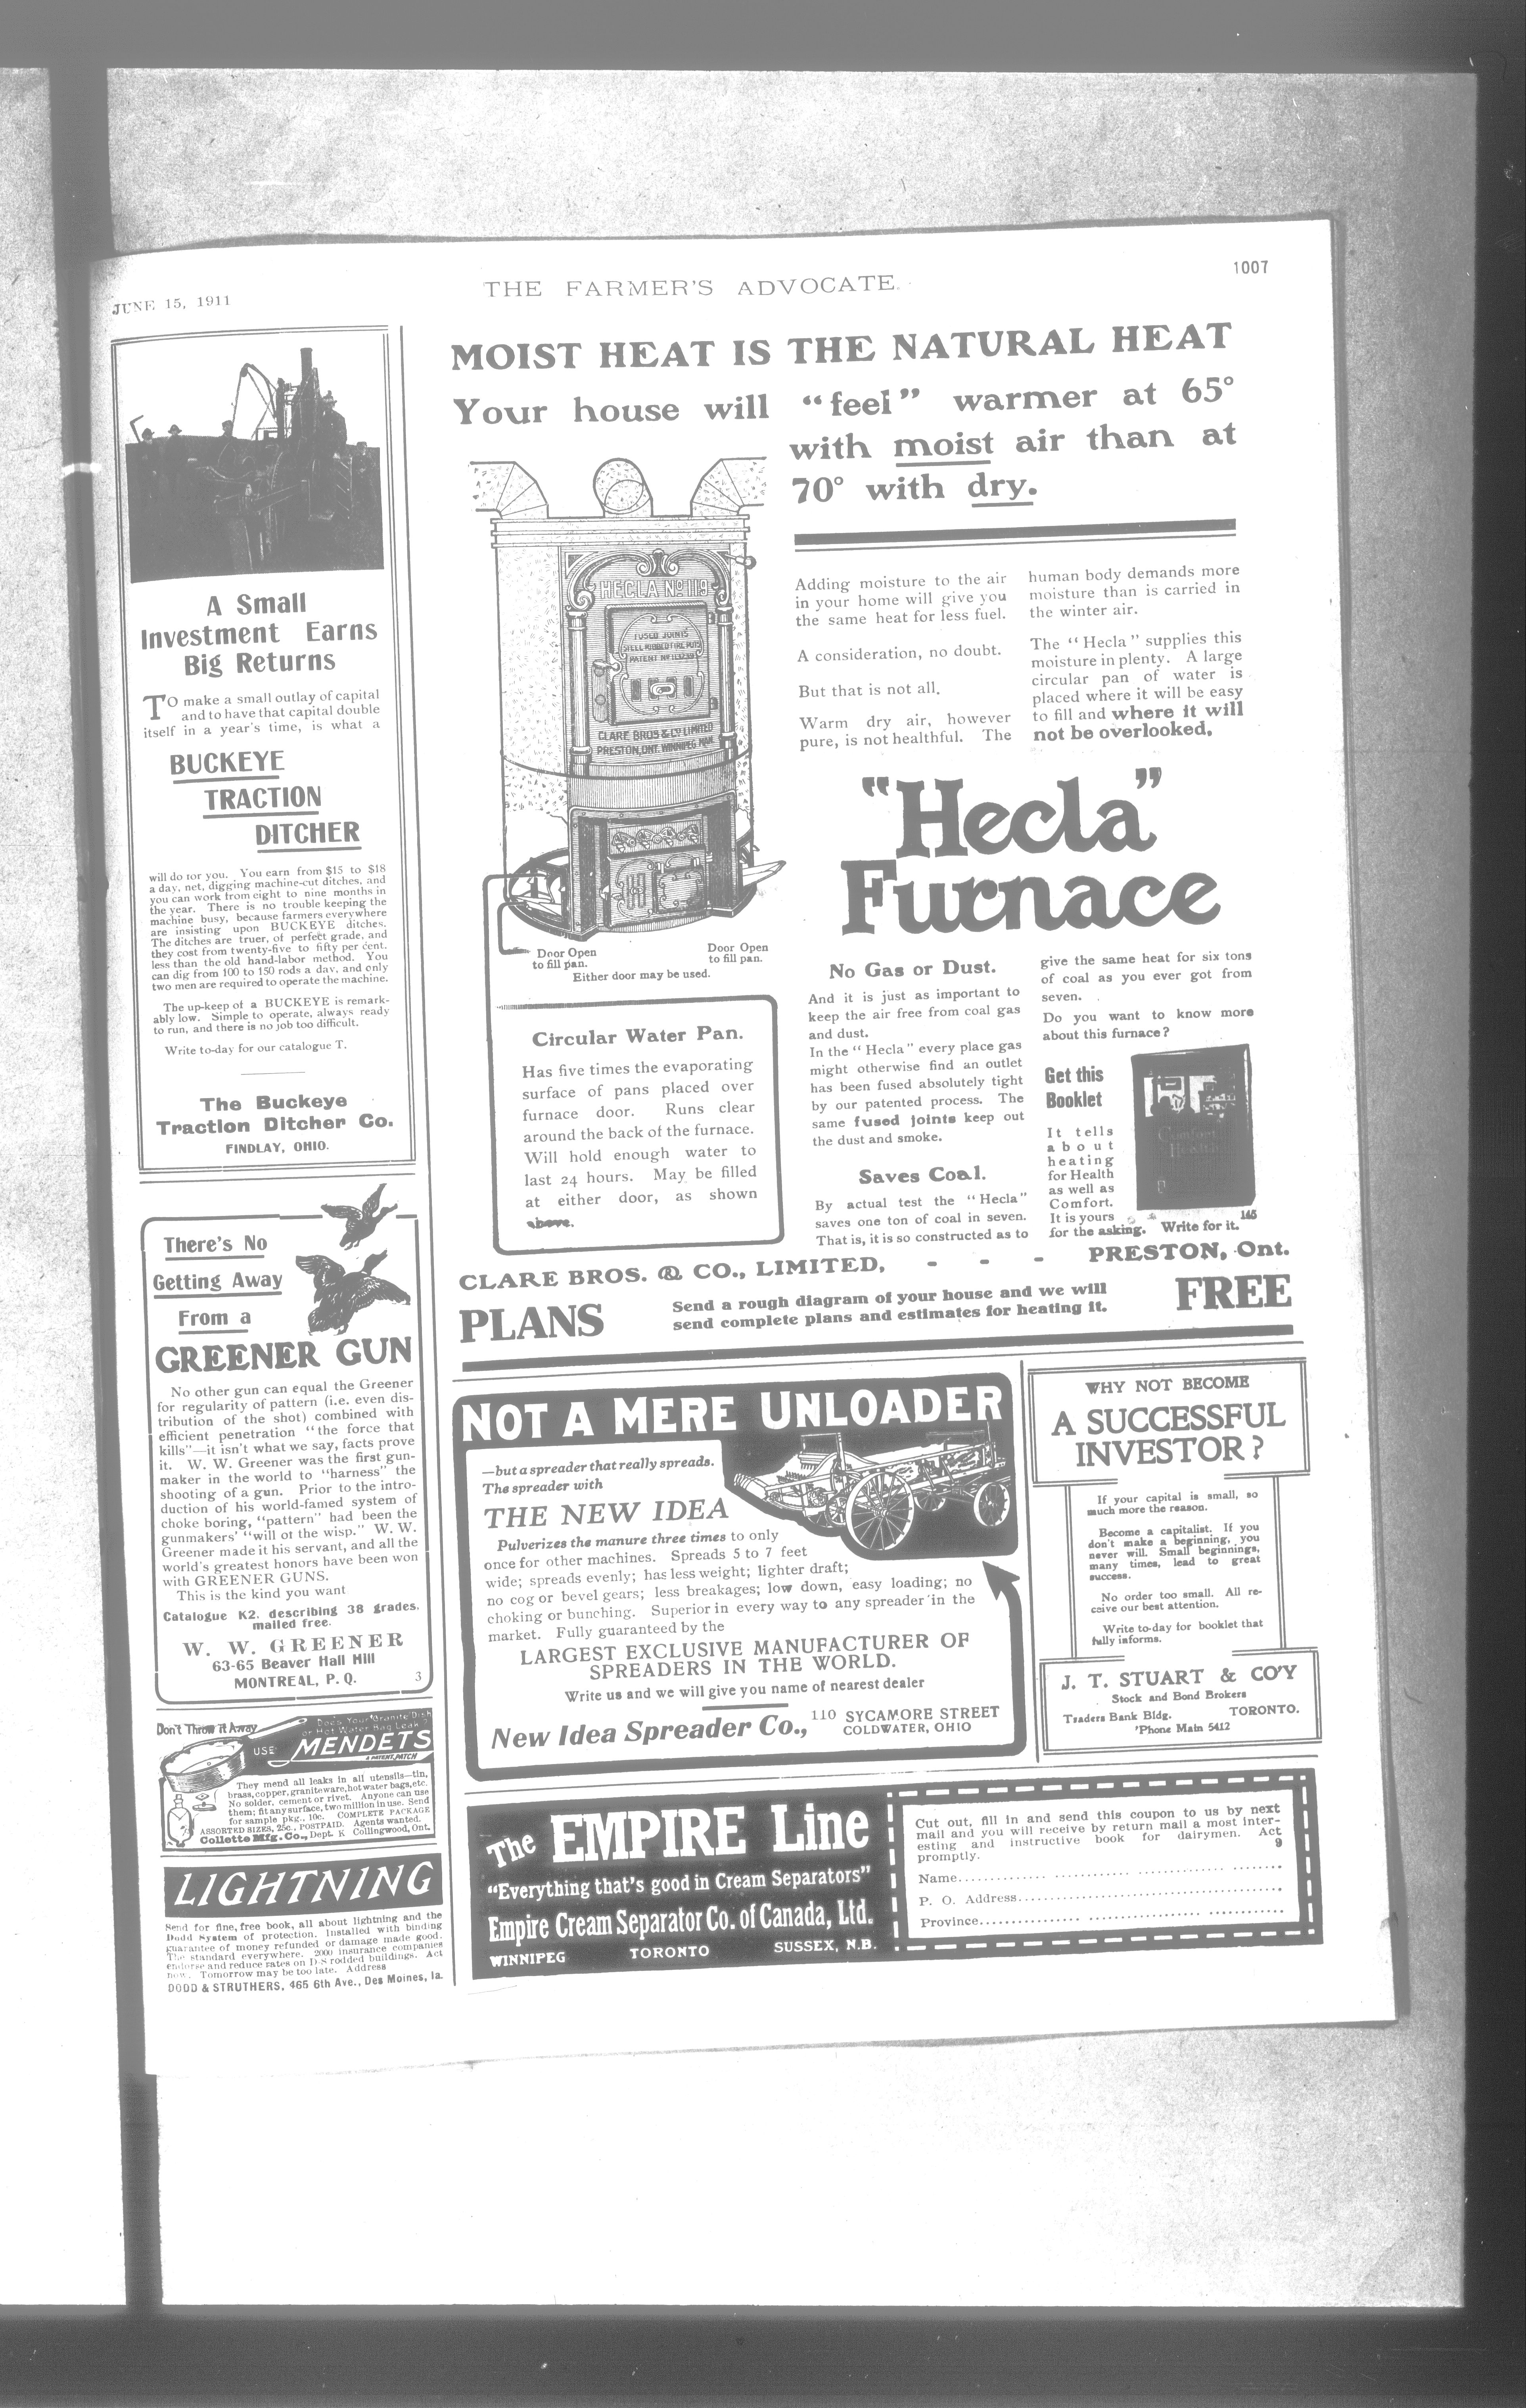 JUNE 15, 1911
THE FARMER'S ADVOCATE.
1007
A Small
Investment Earns
Big Returns
TO make a small outlay of capital
and to have that capital double
itself in a year's time, is what a
BUCKEYE
TRACTION
DITCHER
will do for you. You earn from $15 to $18
a day, net, digging machine-cut ditches, and
you can work from eight to nine months in
the year. There is no trouble keeping the
machine busy, because farmers everywhere
are insisting upon BUCKEYE ditches.
The ditches are truer, of perfect grade, and
they cost from twenty-five to fifty per cent.
less than the old hand-labor method. You
can dig from 100 to 150 rods a day, and only
two men are required to operate the machine.
The up-keep of a BUCKEYE is remark-
ably low. Simple to operate, always ready
to run, and there is no job too difficult.
Write to-day for our catalogue T.
The Buckeye
Traction Ditcher Co.
FINDLAY, OHIO.
There's No
Getting Away
From a
GREENER GUN
No other gun can equal the Greener
for regularity of pattern (i.e. even dis-
tribution of the shot) combined with
efficient penetration "the force that
kills"—it isn't what we say, facts prove
it. W. W. Greener was the first gun-
maker in the world to "harness" the
shooting of a gun. Prior to the intro-
duction of his world-famed system of
choke boring, "pattern" had been the
gunmakers' "will of the wisp." W. W.
Greener made it his servant, and all the
world's greatest honors have been won
with GREENER GUNS.
This is the kind you want
Catalogue K2, describing 38 grades,
mailed free.
W. W. GREENER
63-65 Beaver Hall Hill
MONTREAL, P. Q.
3
Don't Throw it Away
Does Your Granite Dish
or Hot Water Bag Leak?
USE MENDETS
A PATENT PATCH
They mend all leaks in all utensils—tin,
brass, copper, graniteware, hot water bags, etc.
No solder, cement or rivet. Anyone can use
them; fit any surface, two million in use. Send
for sample pkg., 10c. COMPLETE PACKAGE
ASSORTED SIZES, 25c., POSTPAID. Agents wanted.
Collette Mfg. Co., Dept. K Collingwood, Ont.
LIGHTNING
Send for fine, free book, all about lightning and the
Dodd System of protection. Installed with binding
guarantee of money refunded or damage made good.
The standard everywhere. 2000 insurance companies
endorse and reduce rates on D-S rodded buildings. Act
now. Tomorrow may be too late. Address
DODD & STRUTHERS, 465 6th Ave., Des Moines, Ia.
MOIST HEAT IS THE NATURAL HEAT
Your house will "feel" warmer at 65°
with moist air than at
70° with dry.
HECLA No 119
FUSED JOINTS
STEEL RIBBED FIRE POTS
CLARE BROS & CO LIMITED
PRESTON, ONT. WINNIPEG MAN.
Door Open
to fill pan.
Door Open
to fill pan.
Either door may be used.
Circular Water Pan.
Has five times the evaporating
surface of pans placed over
furnace door. Runs clear
around the back of the furnace.
Will hold enough water to
last 24 hours. May be filled
at either door, as shown
above.
Adding moisture to the air
in your home will give you
the same heat for less fuel.
A consideration, no doubt.
But that is not all.
Warm dry air, however
pure, is not healthful. The
human body demands more
moisture than is carried in
the winter air.
The "Hecla" supplies this
moisture in plenty. A large
circular pan of water is
placed where it will be easy
to fill and where it will
not be overlooked.
"Hecla"
Furnace
No Gas or Dust.
And it is just as important to
keep the air free from coal gas
and dust.
In the "Hecla" every place gas
might otherwise find an outlet
has been fused absolutely tight
by our patented process. The
same fused joints keep out
the dust and smoke.
Saves Coal.
By actual test the "Hecla"
saves one ton of coal in seven.
That is, it is so constructed as to
give the same heat for six tons
of coal as you ever got from
seven.
Do you want to know more
about this furnace?
Get this
Booklet
It tells
about
heating
for Health
as well as
Comfort.
It is yours
for the asking. Write for it.
Comfort
Health
145
CLARE BROS. & CO., LIMITED, - - - PRESTON, Ont.
PLANS
Send a rough diagram of your house and we will
send complete plans and estimates for heating it.
FREE
NOT A MERE UNLOADER
—but a spreader that really spreads.
The spreader with
THE NEW IDEA
Pulverizes the manure three times to only
once for other machines. Spreads 5 to 7 feet
wide; spreads evenly; has less weight; lighter draft;
no cog or bevel gears; less breakages; low down, easy loading; no
choking or bunching. Superior in every way to any spreader in the
market. Fully guaranteed by the
LARGEST EXCLUSIVE MANUFACTURER OF
SPREADERS IN THE WORLD.
Write us and we will give you name of nearest dealer
New Idea Spreader Co., 110 SYCAMORE STREET
COLDWATER, OHIO
WHY NOT BECOME
A SUCCESSFUL
INVESTOR?
If your capital is small, so
much more the reason.
Become a capitalist. If you
don't make a beginning, you
never will. Small beginnings,
many times, lead to great
success.
No order too small. All re-
ceive our best attention.
Write to-day for booklet that
fully informs.
J. T. STUART & CO'Y
Stock and Bond Brokers
Traders Bank Bldg. TORONTO.
'Phone Main 5412
The EMPIRE Line
"Everything that's good in Cream Separators"
Empire Cream Separator Co. of Canada, Ltd.
WINNIPEG TORONTO SUSSEX, N.B.
Cut out, fill in and send this coupon to us by next
mail and you will receive by return mail a most inter-
esting and instructive book for dairymen. Act
promptly. 9
Name....................
P. O. Address....................
Province....................